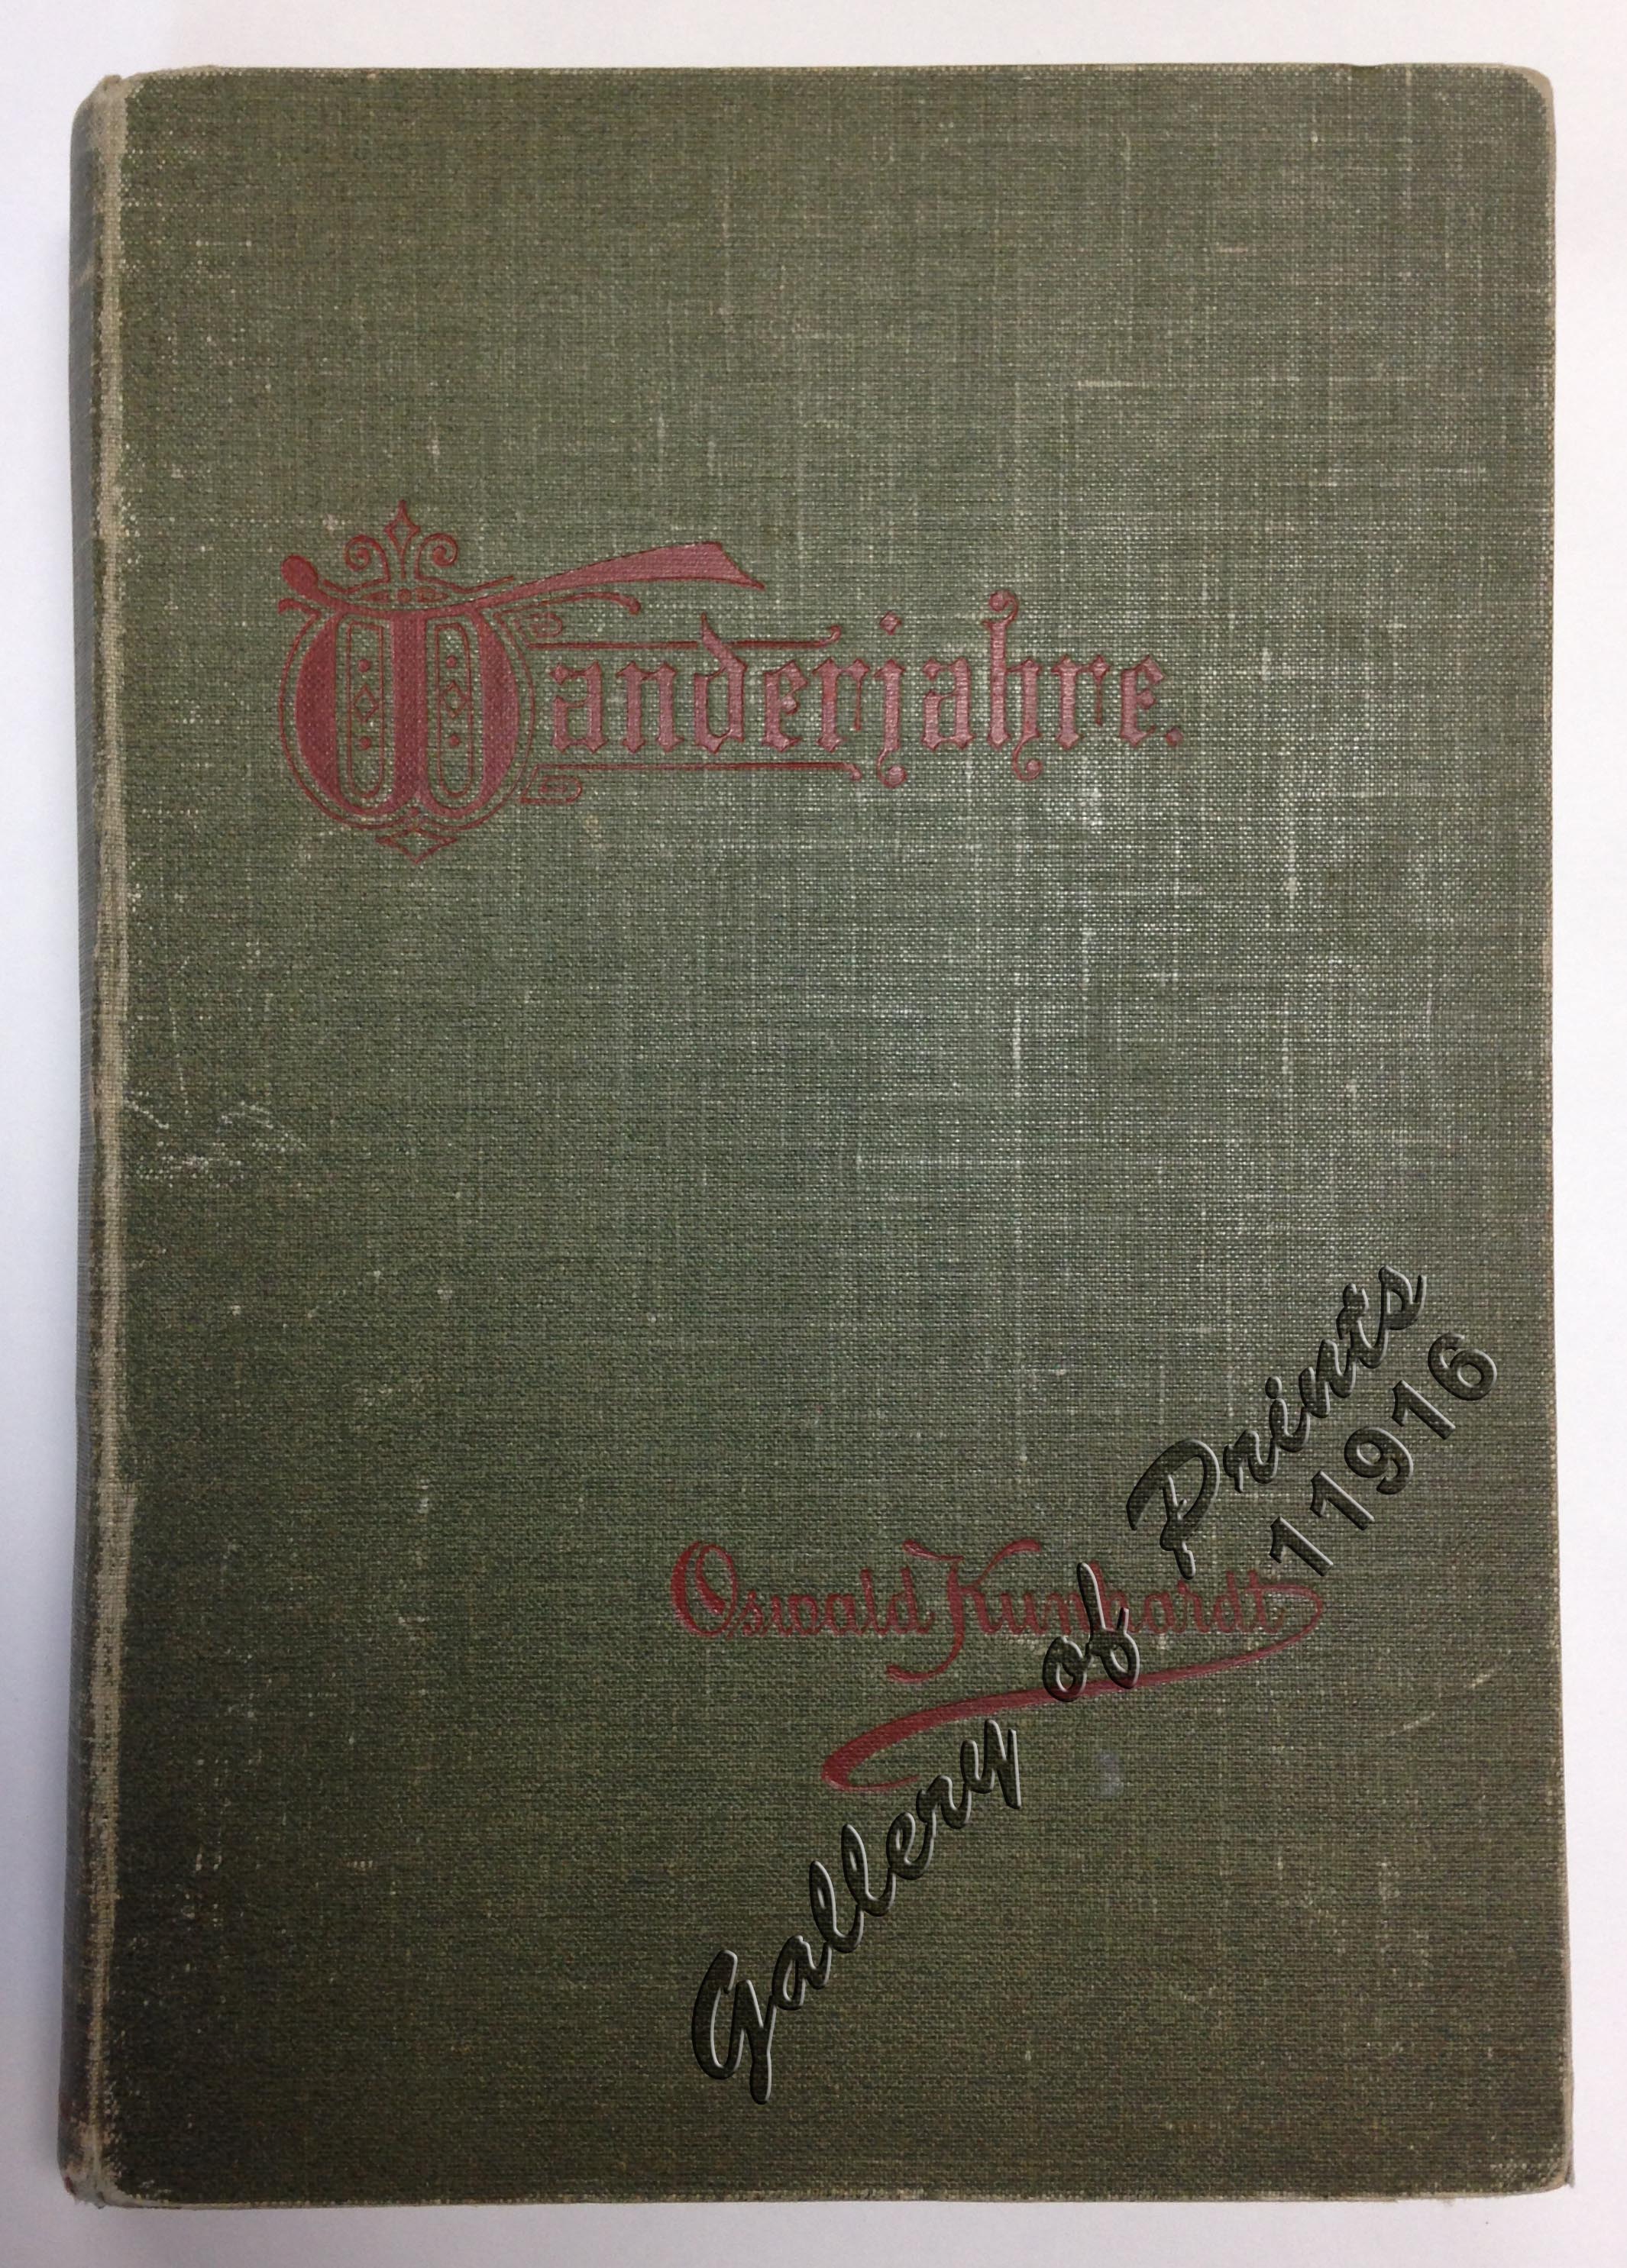 Wanderjahre.
Oswald Kunhardt
Gallery of Prints
11916